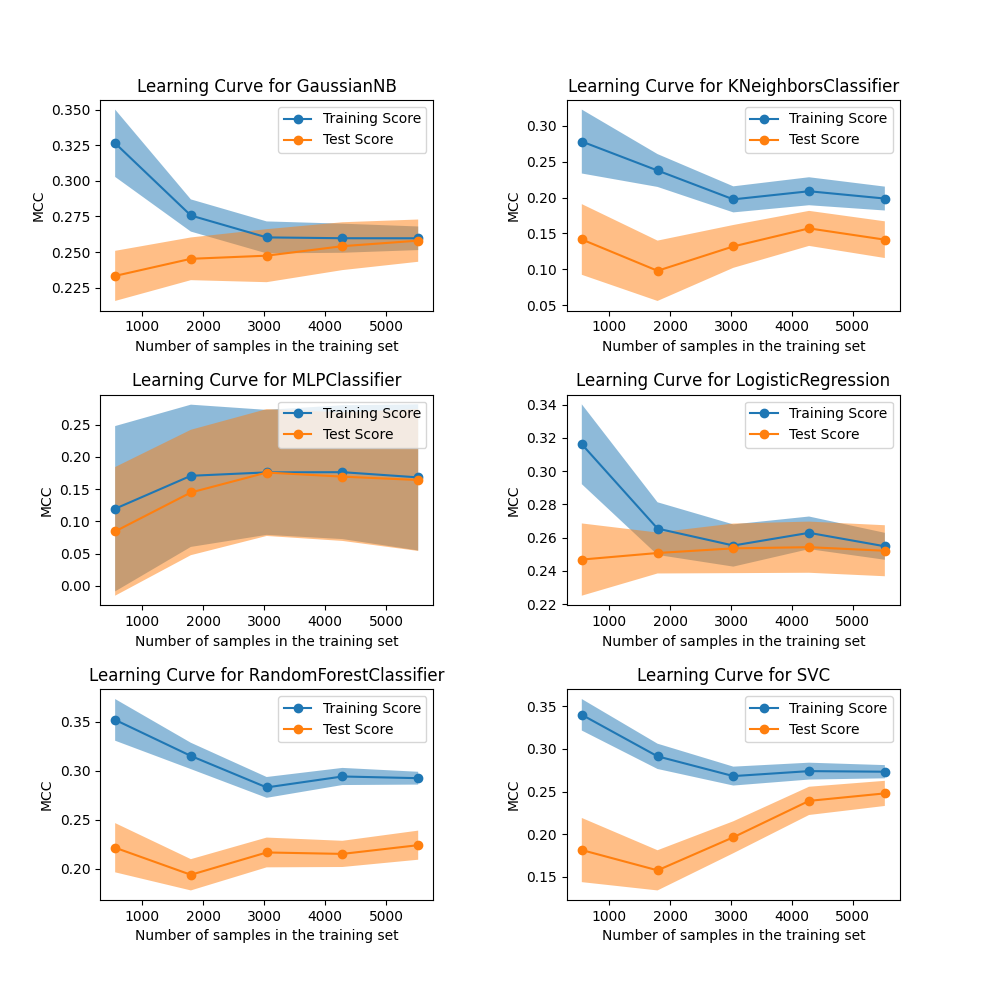 Learning Curve for GaussianNB
0.350
0.325
0.300
0.275
0.250
0.225
MCC
Training Score
Test Score
1000 2000 3000 4000 5000
Number of samples in the training set
Learning Curve for KNeighborsClassifier
0.30
0.25
0.20
0.15
0.10
0.05
MCC
Training Score
Test Score
1000 2000 3000 4000 5000
Number of samples in the training set
Learning Curve for MLPClassifier
0.25
0.20
0.15
0.10
0.05
0.00
MCC
Training Score
Test Score
1000 2000 3000 4000 5000
Number of samples in the training set
Learning Curve for LogisticRegression
0.34
0.32
0.30
0.28
0.26
0.24
0.22
MCC
Training Score
Test Score
1000 2000 3000 4000 5000
Number of samples in the training set
Learning Curve for RandomForestClassifier
0.35
0.30
0.25
0.20
MCC
Training Score
Test Score
1000 2000 3000 4000 5000
Number of samples in the training set
Learning Curve for SVC
0.35
0.30
0.25
0.20
0.15
MCC
Training Score
Test Score
1000 2000 3000 4000 5000
Number of samples in the training set